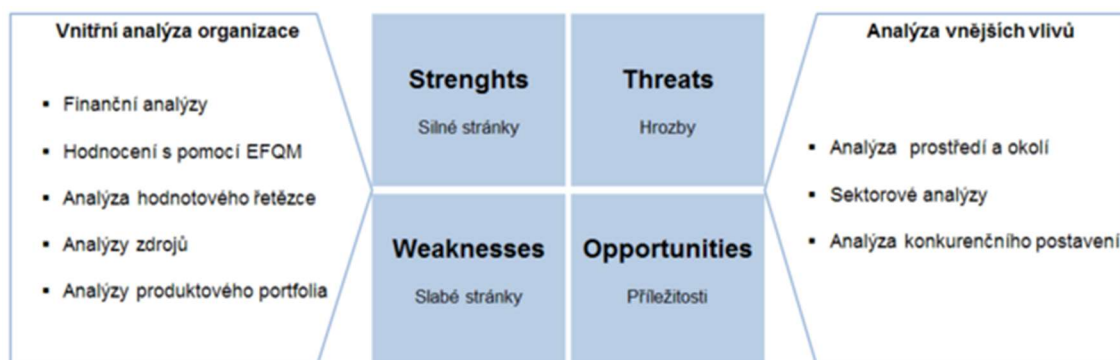 Vnitřní analýza organizace
▪ Finanční analýzy
▪ Hodnocení s pomocí EFQM
▪ Analýza hodnotového řetězce
▪ Analýzy zdrojů
▪ Analýzy produktového portfolia
Strenghts
Silné stránky
Threats
Hrozby
Weaknesses
Slabé stránky
Opportunities
Příležitosti
Analýza vnějších vlivů
▪ Analýza prostředí a okolí
▪ Sektorové analýzy
▪ Analýza konkurenčního postavení